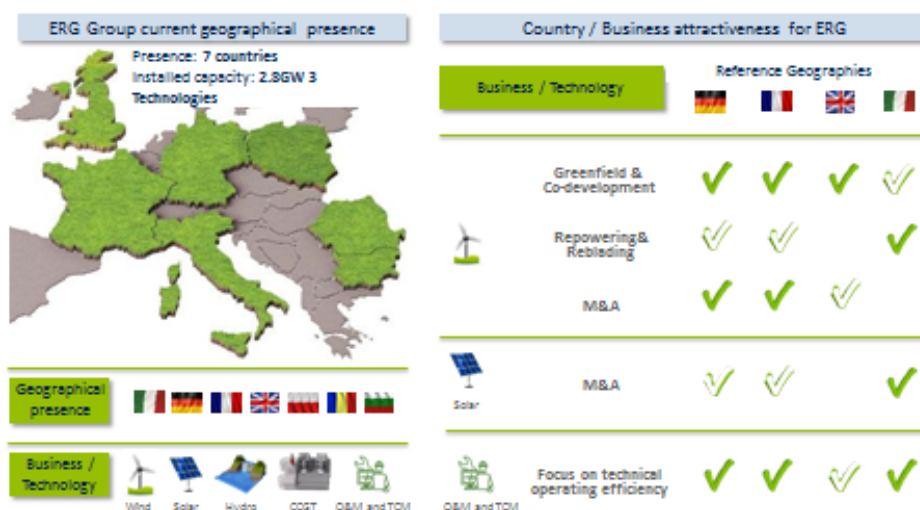 ERG Group current geographical presence
Presence: 7 countries
Installed capacity: 2.8GW 3
Technologies
Geographical
presence
Business /
Technology
Wind
Solar
Hydro
CCGT
O&M and TCM
Country / Business attractiveness for ERG
Business / Technology
Reference Geographies
Greenfield &
Co-development
Repowering&
Reblading
M&A
Solar
M&A
O&M and TCM
Focus on technical
operating efficiency